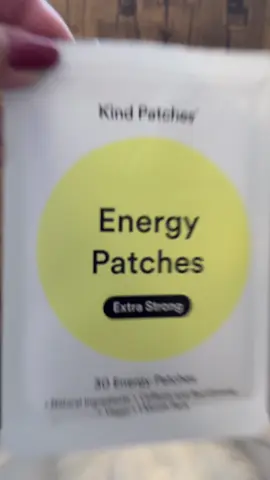 Kind Patches
Energy
Patches
Extra Strong
30 Energy Patches